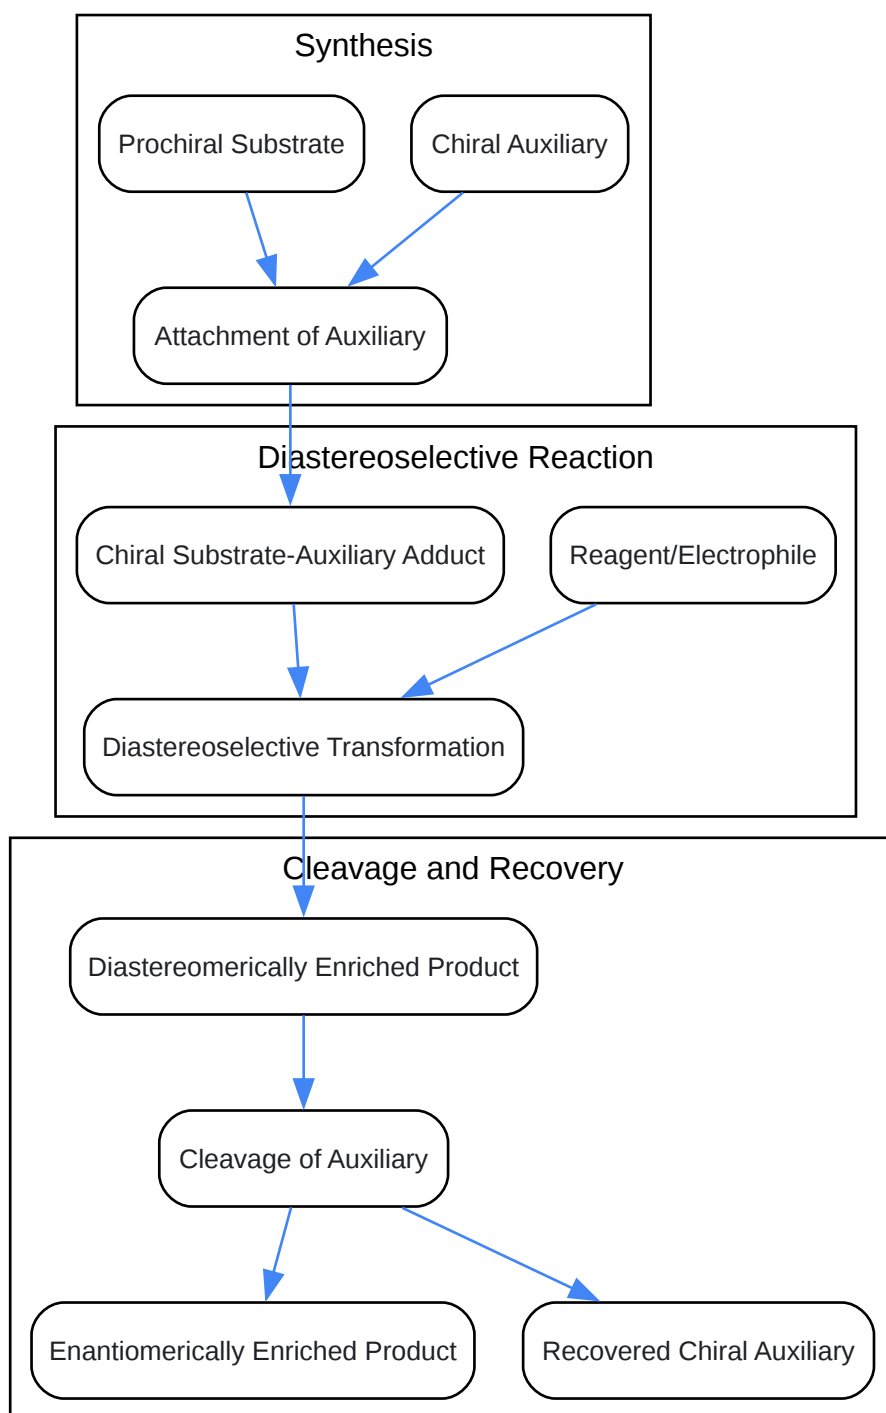 Synthesis
Prochiral Substrate
Chiral Auxiliary
Attachment of Auxiliary
Diastereoselective Reaction
Chiral Substrate-Auxiliary Adduct
Reagent/Electrophile
Diastereoselective Transformation
Cleavage and Recovery
Diastereomerically Enriched Product
Cleavage of Auxiliary
Enantiomerically Enriched Product
Recovered Chiral Auxiliary